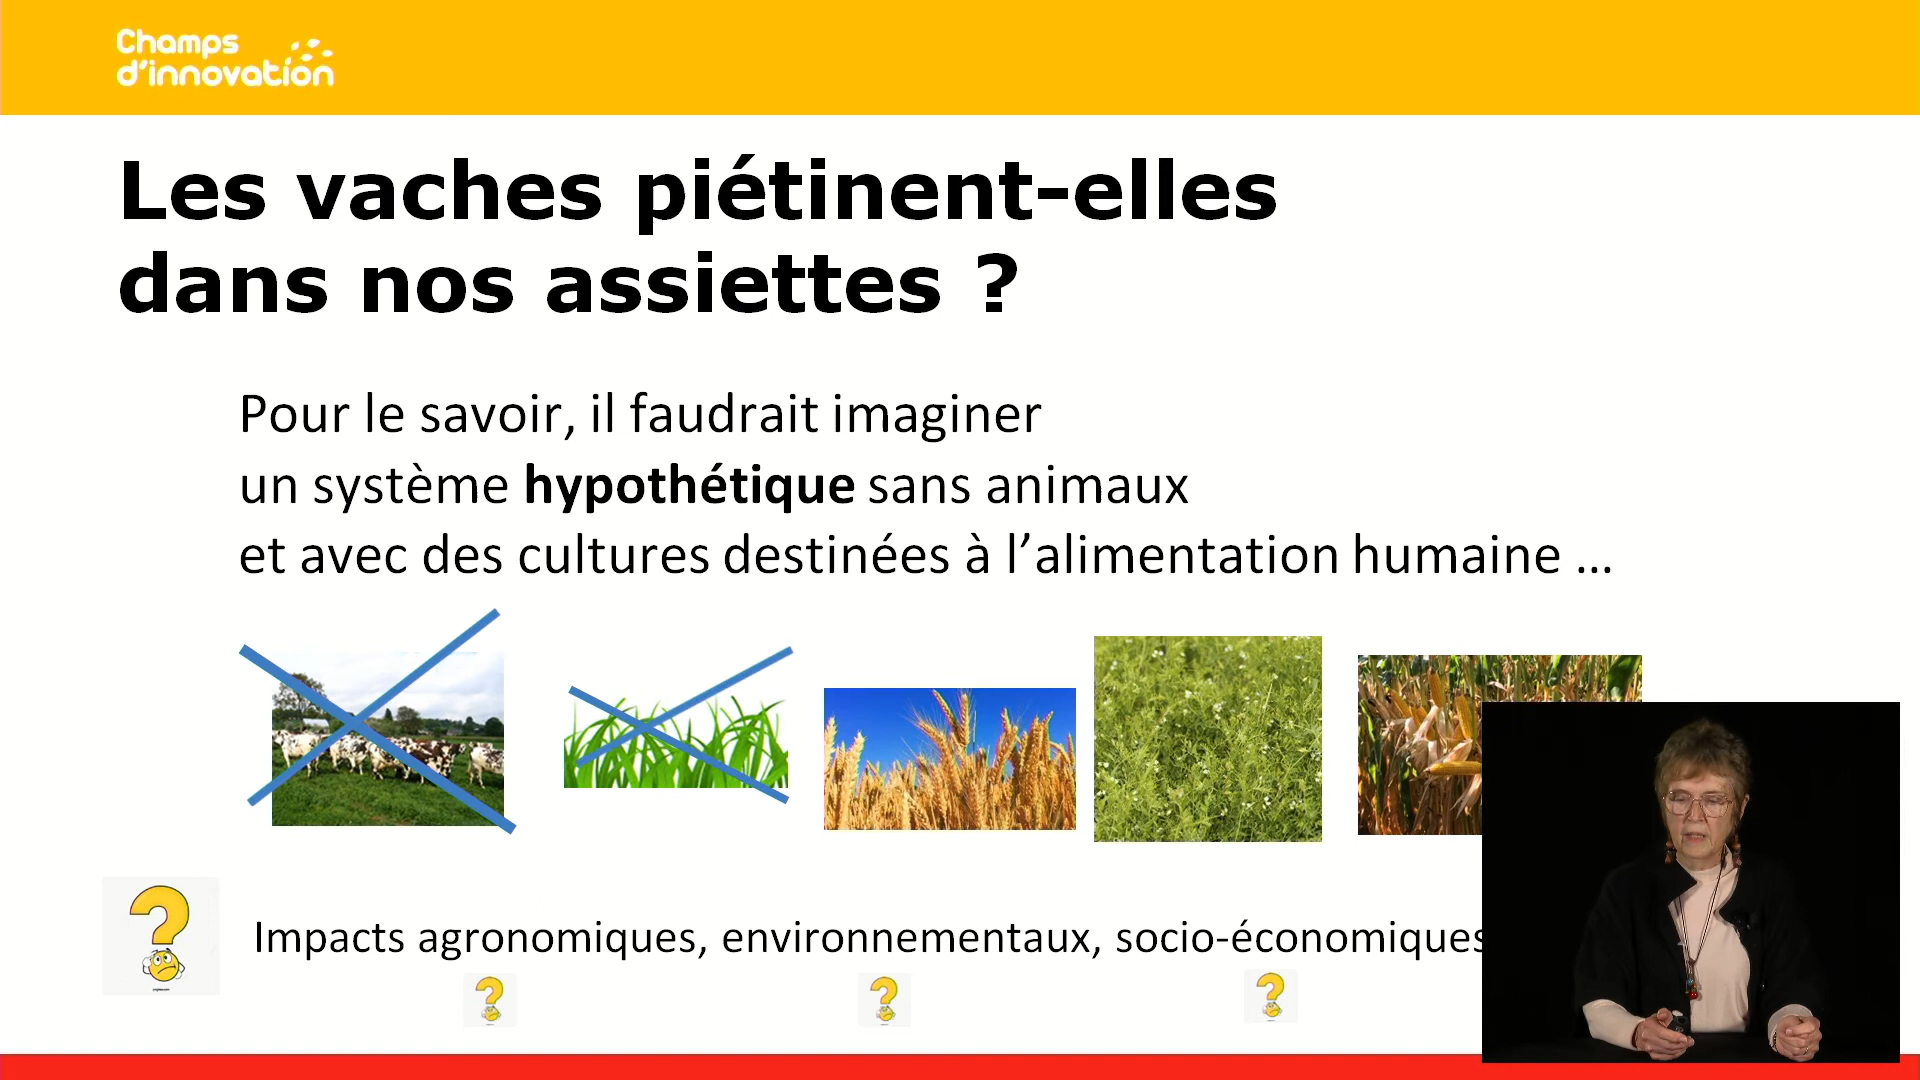 Champs
d'innovation
Les vaches piétinent-elles
dans nos assiettes ?
Pour le savoir, il faudrait imaginer
un système hypothétique sans animaux
et avec des cultures destinées à l’alimentation humaine ...
?
Impacts agronomiques, environnementaux, socio-économiques
? ? ?